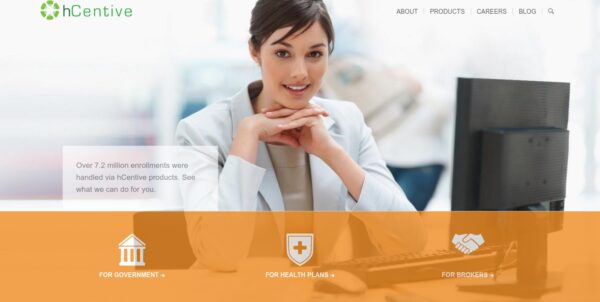 hCentive
ABOUT
PRODUCTS
CAREERS
BLOG
Over 7.2 million enrollments were
handled via hCentive products. See
what we can do for you.
FOR GOVERNMENT
FOR HEALTH PLANS
FOR BROKERS